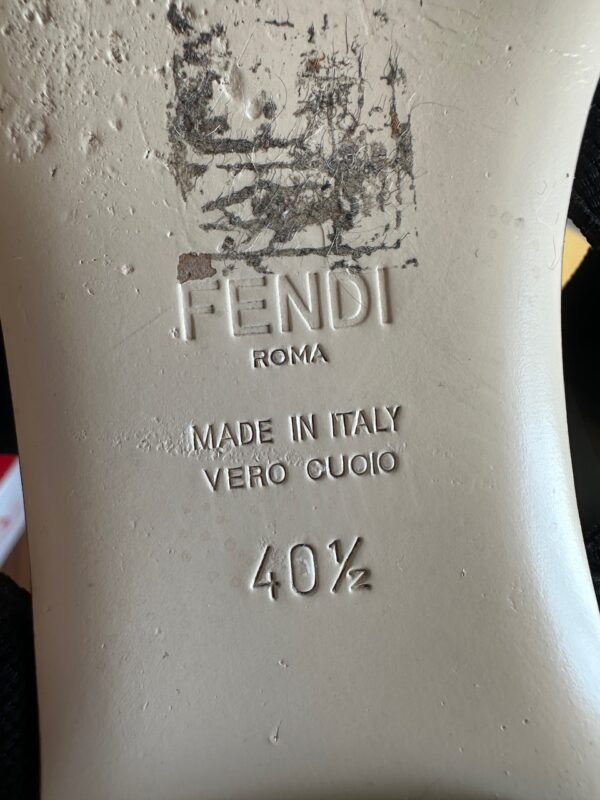 FENDI
ROMA
MADE IN ITALY
VERO CUOIO
40½